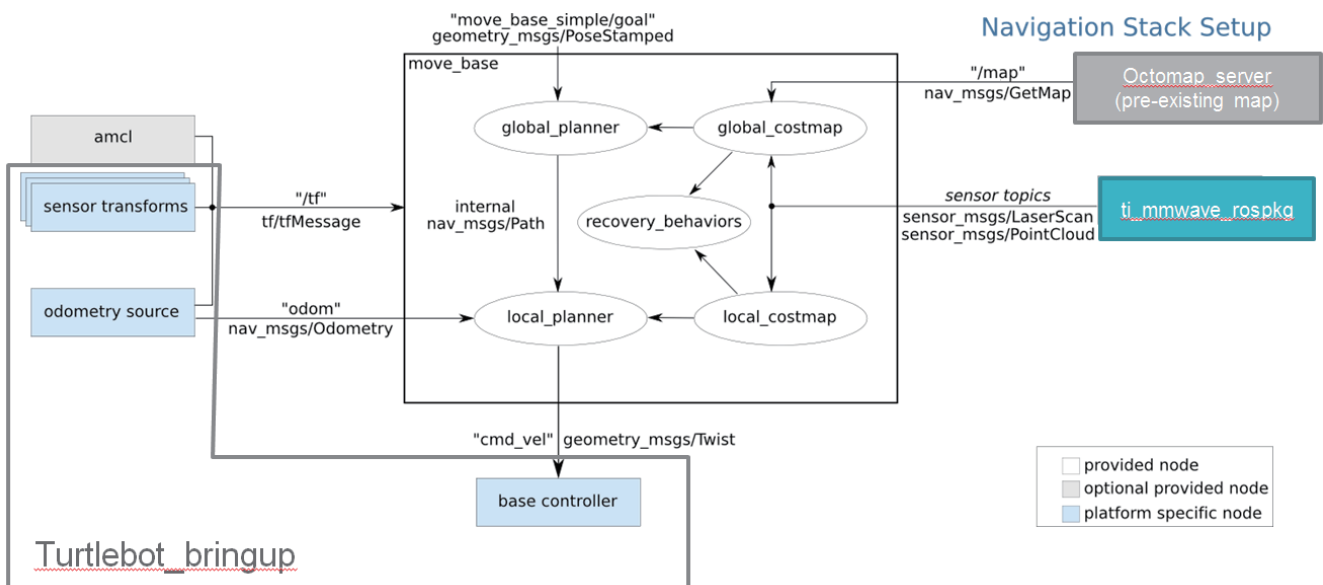 Navigation Stack Setup
"move_base_simple/goal"
geometry_msgs/PoseStamped
move_base
"/map"
nav_msgs/GetMap
Octomap_server
(pre-existing map)
amcl
global_planner
global_costmap
sensor transforms
"/tf"
tf/tfMessage
internal
nav_msgs/Path
recovery_behaviors
sensor topics
sensor_msgs/LaserScan
sensor_msgs/PointCloud
ti_mmwave_rospkg
odometry source
"odom"
nav_msgs/Odometry
local_planner
local_costmap
"cmd_vel" geometry_msgs/Twist
base controller
provided node
optional provided node
platform specific node
Turtlebot_bringup